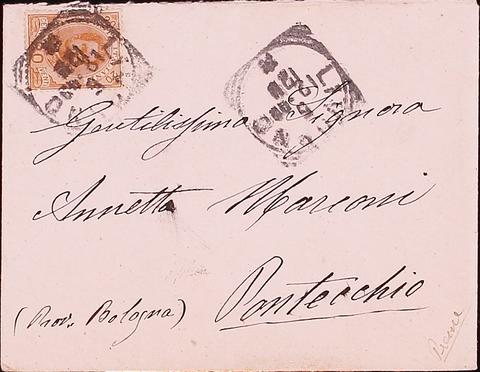 Gentilissima Signora
Annetta Marconi
Pontecchio
(Prov. Bologna)